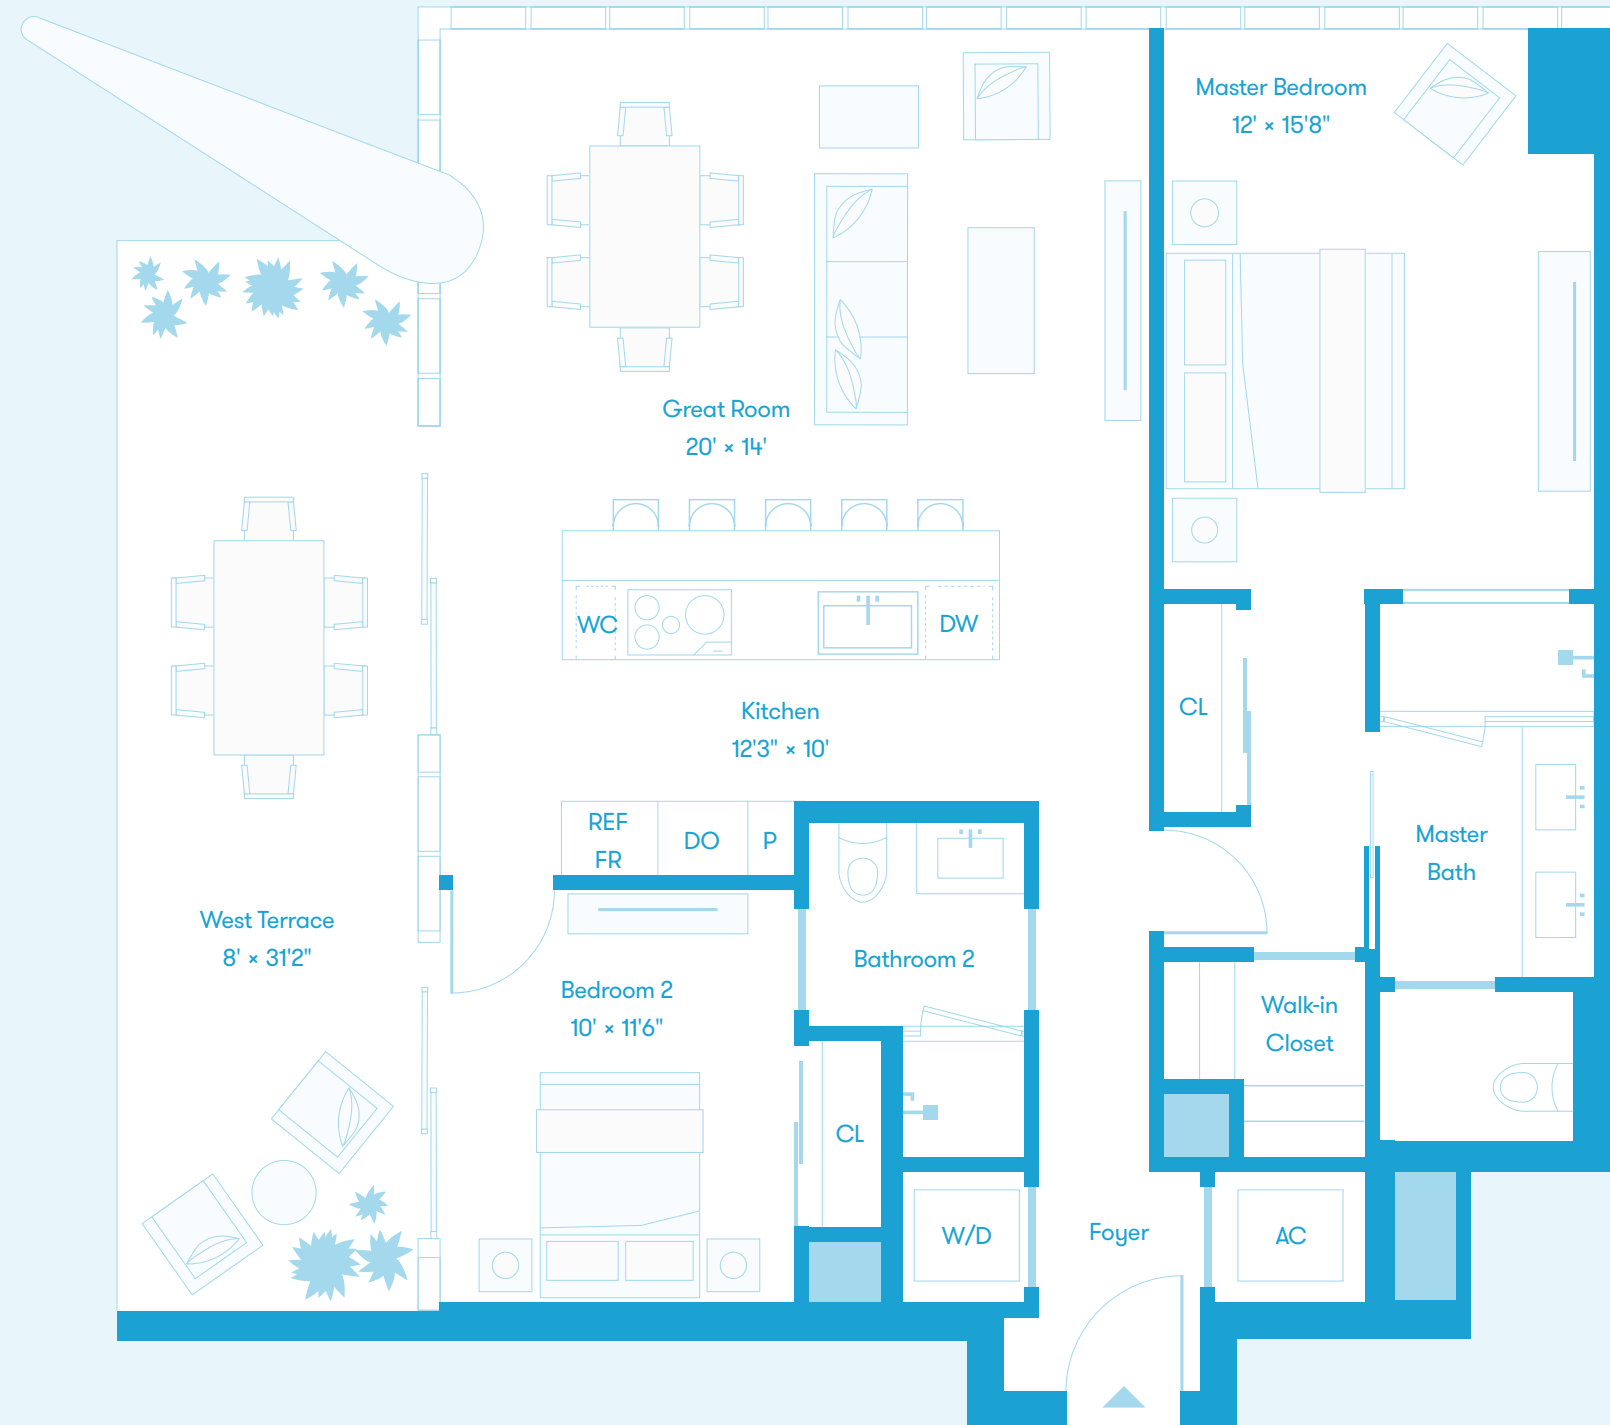 Master Bedroom
12' × 15'8"
Great Room
20' × 14'
WC
DW
CL
Kitchen
12'3" × 10'
REF
FR
DO
P
Master
Bath
West Terrace
8' × 31'2"
Bathroom 2
Bedroom 2
10' × 11'6"
Walk-in
Closet
CL
W/D
Foyer
AC